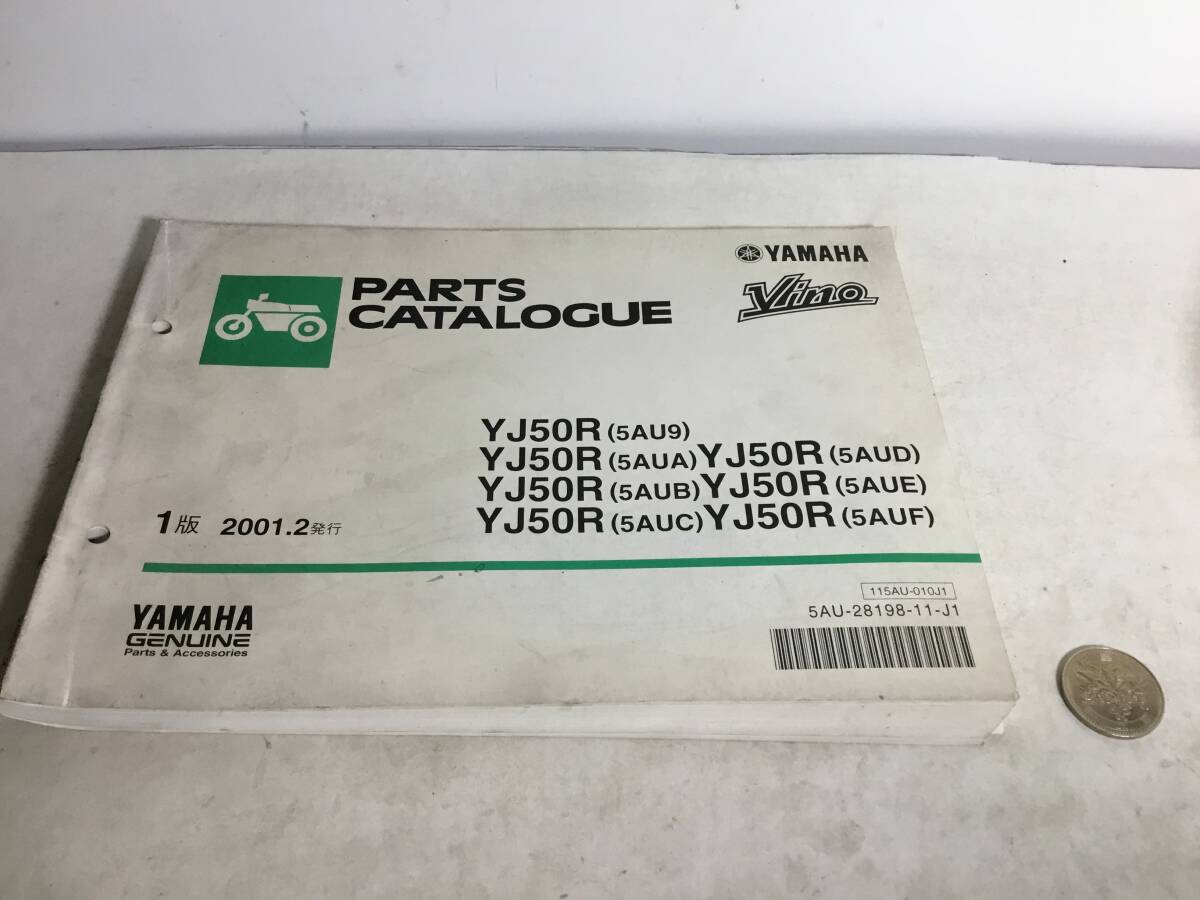 YAMAHA
Vino
PARTS
CATALOGUE
YJ50R (5AU9)
YJ50R (5AUA) YJ50R (5AUD)
YJ50R (5AUB) YJ50R (5AUE)
YJ50R (5AUC) YJ50R (5AUF)
1版 2001.2発行
115AU-010J1
5AU-28198-11-J1
YAMAHA
GENUINE
Parts & Accessories